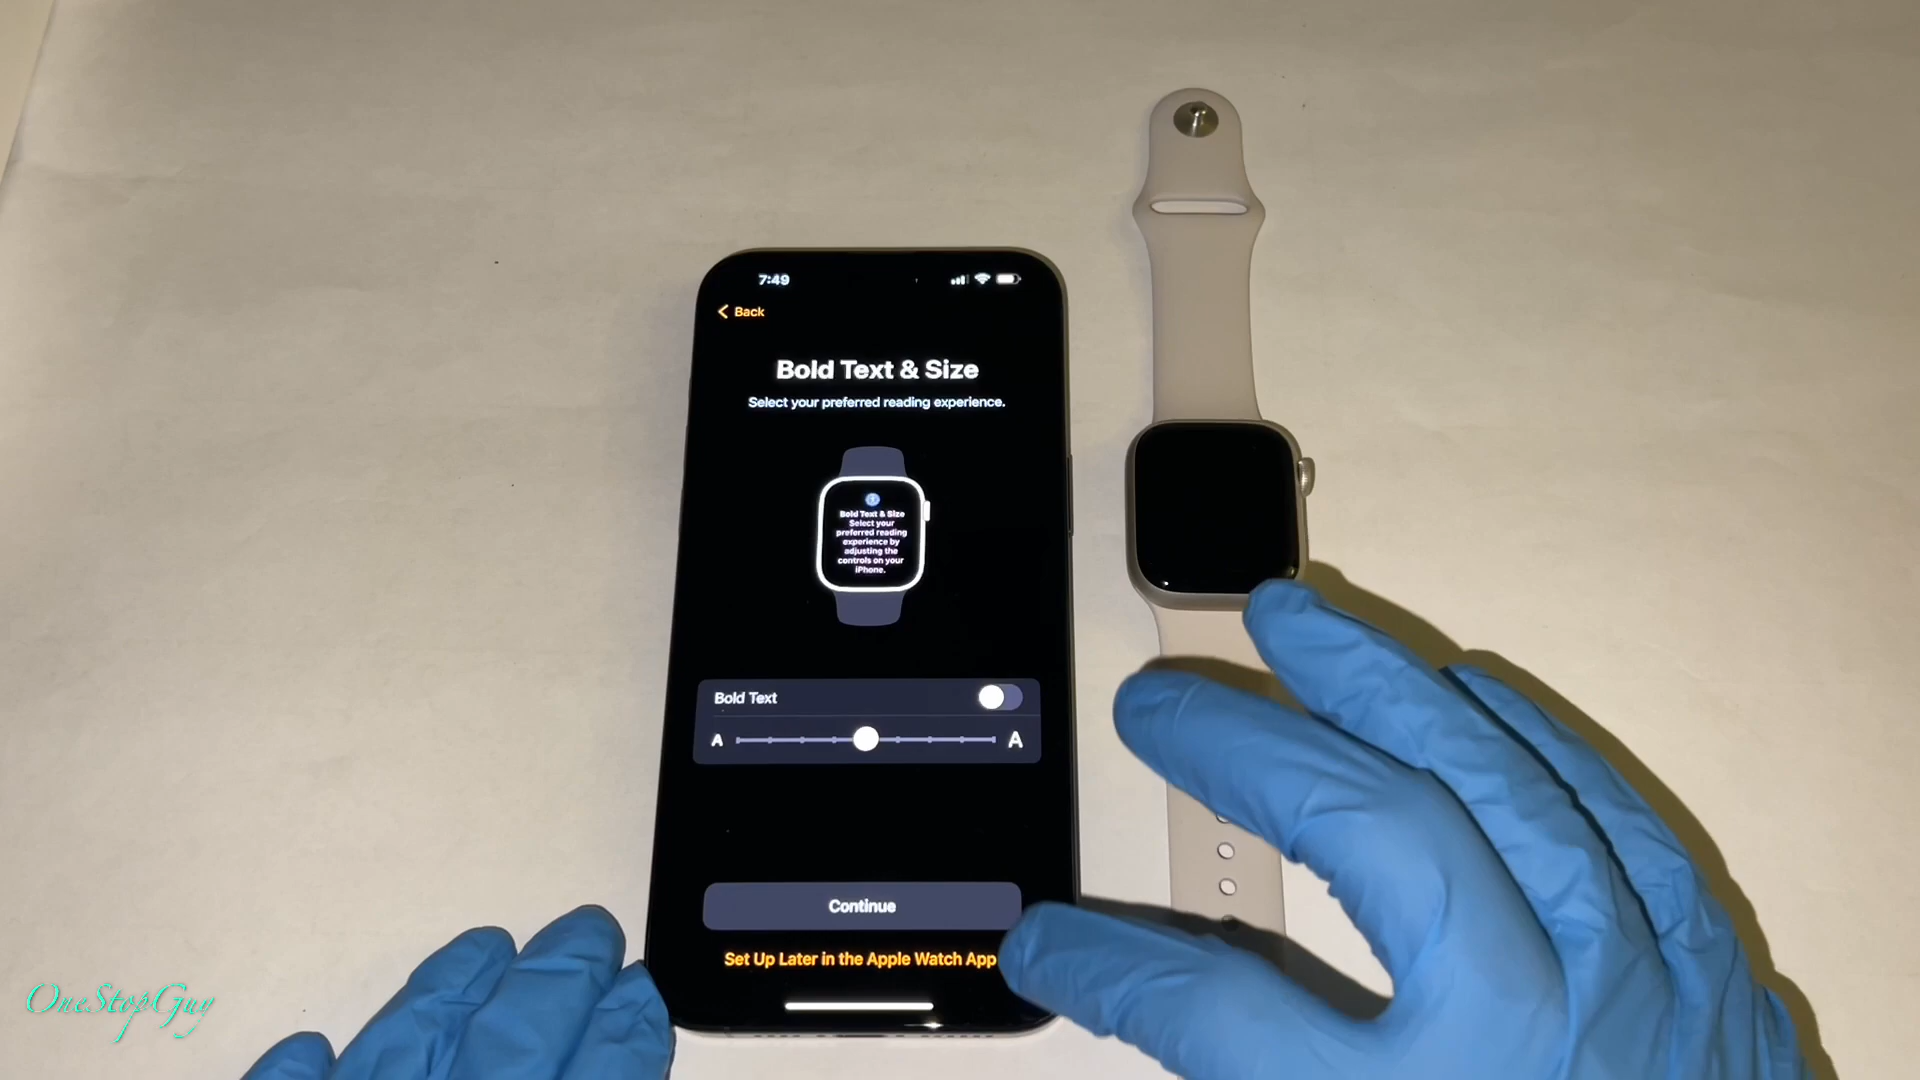 7:49
Back
Bold Text & Size
Select your preferred reading experience.
Bold Text & Size
Select your
preferred reading
experience by
adjusting the
controls on your
iPhone.
Bold Text
A A
Continue
Set Up Later in the Apple Watch App
OneStopGuy